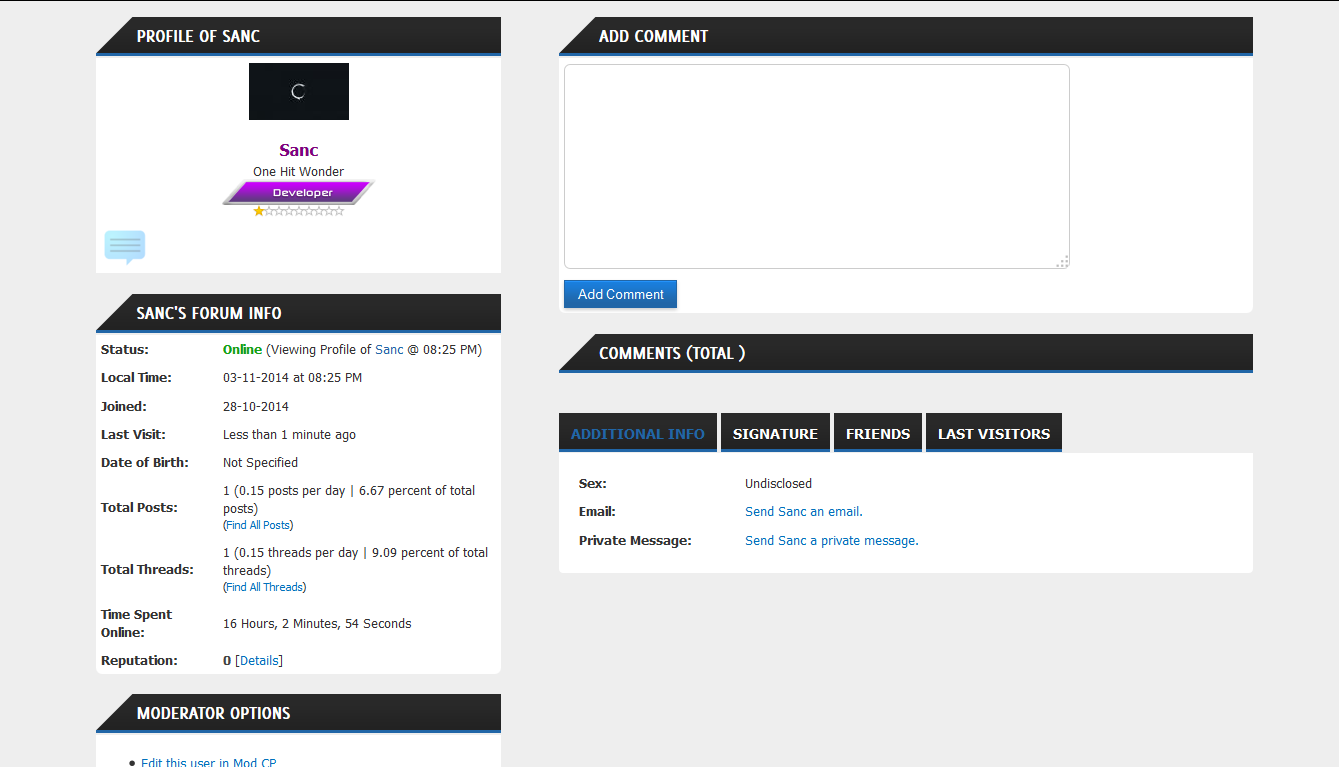 PROFILE OF SANC
Sanc
One Hit Wonder
Developer
SANC'S FORUM INFO
Status: Online (Viewing Profile of Sanc @ 08:25 PM)
Local Time: 03-11-2014 at 08:25 PM
Joined: 28-10-2014
Last Visit: Less than 1 minute ago
Date of Birth: Not Specified
Total Posts: 1 (0.15 posts per day | 6.67 percent of total
posts)
(Find All Posts)
Total Threads: 1 (0.15 threads per day | 9.09 percent of total
threads)
(Find All Threads)
Time Spent
Online: 16 Hours, 2 Minutes, 54 Seconds
Reputation: 0 [Details]
MODERATOR OPTIONS
Edit this user in Mod CP
ADD COMMENT
Add Comment
COMMENTS (TOTAL )
ADDITIONAL INFO SIGNATURE FRIENDS LAST VISITORS
Sex: Undisclosed
Email: Send Sanc an email.
Private Message: Send Sanc a private message.